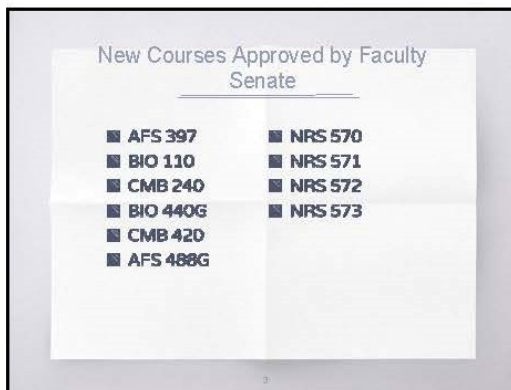 New Courses Approved by Faculty
Senate
AFS 397
BIO 110
CMB 240
BIO 440G
CMB 420
AFS 488G
NRS 570
NRS 571
NRS 572
NRS 573
3